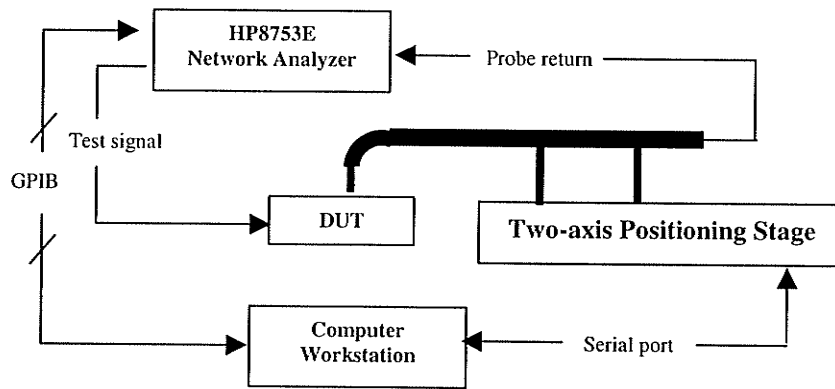 HP8753E
Network Analyzer
Probe return
Test signal
GPIB
DUT
Two-axis Positioning Stage
Computer
Workstation
Serial port